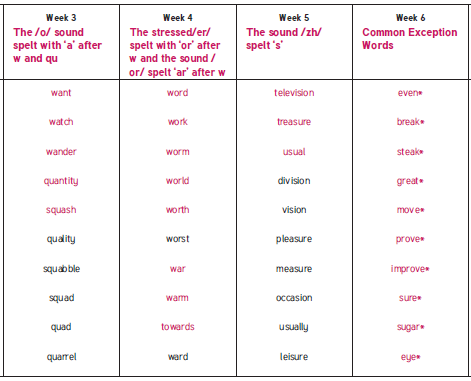 Week 3
The /o/ sound
spelt with 'a' after
w and qu
want
watch
wander
quantity
squash
quality
squabble
squad
quad
quarrel
Week 4
The stressed/er/
spelt with 'or' after
w and the sound /
or/ spelt 'ar' after w
word
work
worm
world
worth
worst
war
warm
towards
ward
Week 5
The sound /zh/
spelt 's'
television
treasure
usual
division
vision
pleasure
measure
occasion
usually
leisure
Week 6
Common Exception
Words
even*
break*
steak*
great*
move*
prove*
improve*
sure*
sugar*
eye*